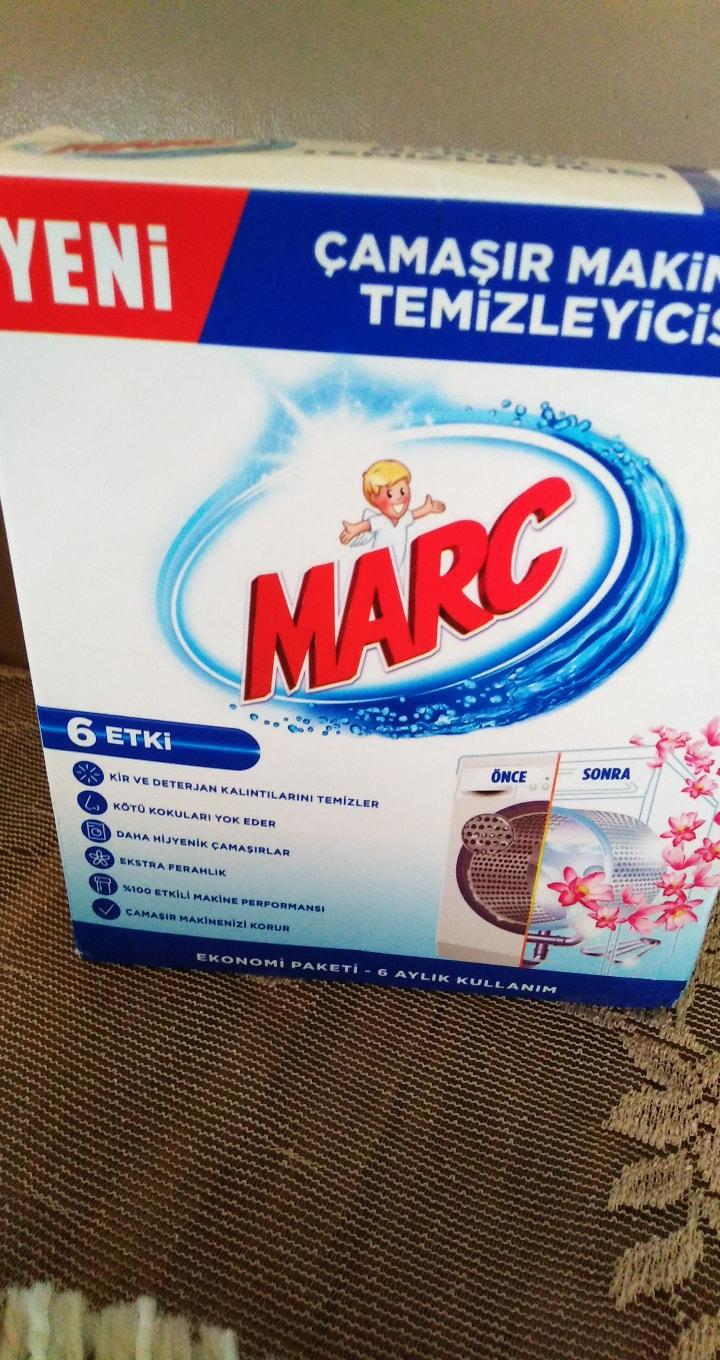 YENİ
ÇAMAŞIR MAKİN
TEMİZLEYİCİS
MARC
6 ETKİ
KİR VE DETERJAN KALINTILARINI TEMİZLER
KÖTÜ KOKULARI YOK EDER
DAHA HİJYENİK ÇAMAŞIRLAR
EKSTRA FERAHLIK
%100 ETKİLİ MAKİNE PERFORMANSI
ÇAMAŞIR MAKİNENİZİ KORUR
ÖNCE
SONRA
EKONOMİ PAKETİ - 6 AYLIK KULLANIM